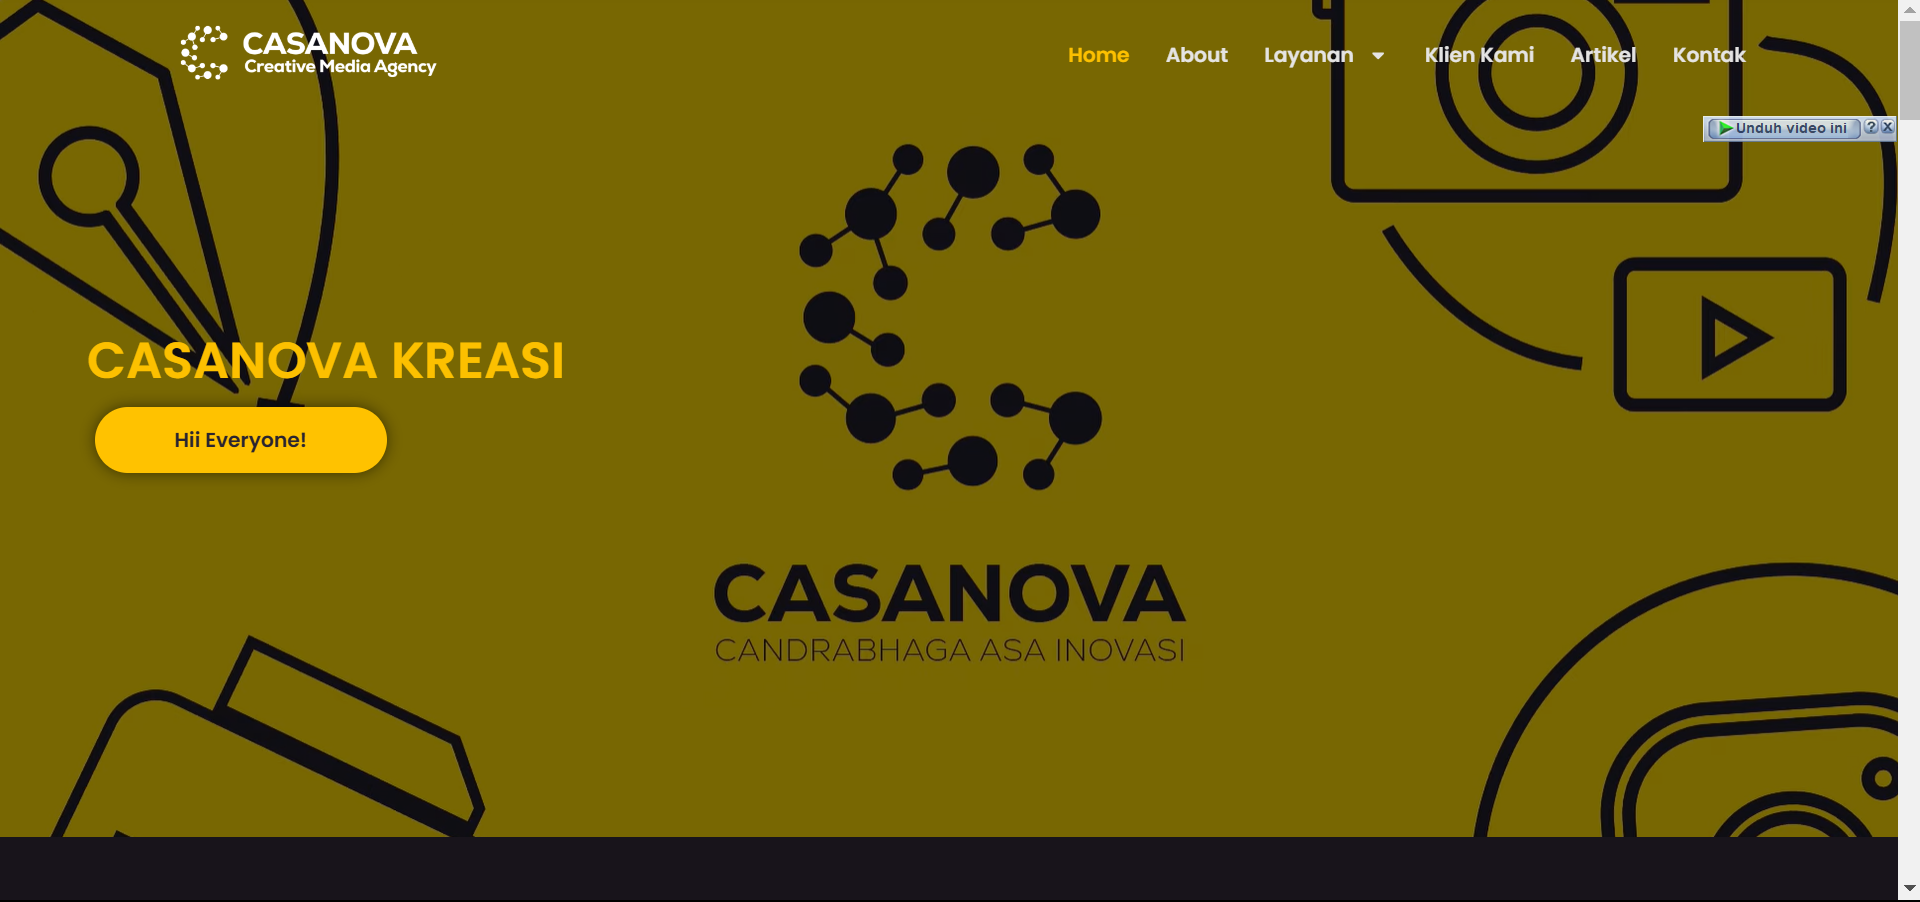 CASANOVA
Creative Media Agency
Home About Layanan Klien Kami Artikel Kontak
Unduh video ini ? X
CASANOVA KREASI
Hii Everyone!
CASANOVA
CANDRABHAGA ASA INOVASI